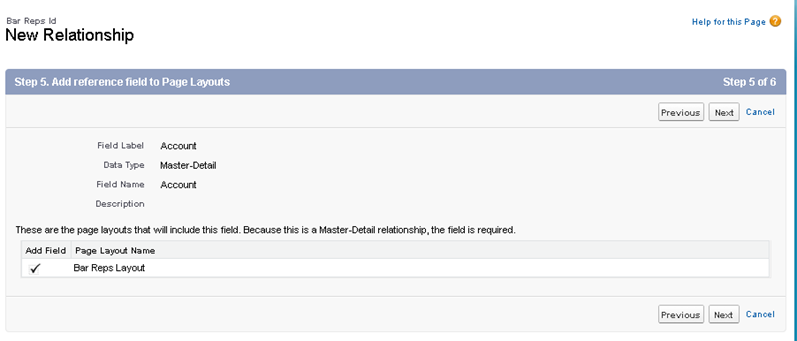 Bar Reps Id
Help for this Page ?
New Relationship
Step 5. Add reference field to Page Layouts Step 5 of 6
Previous Next Cancel
Field Label Account
Data Type Master-Detail
Field Name Account
Description
These are the page layouts that will include this field. Because this is a Master-Detail relationship, the field is required.
Add Field Page Layout Name
Bar Reps Layout
Previous Next Cancel